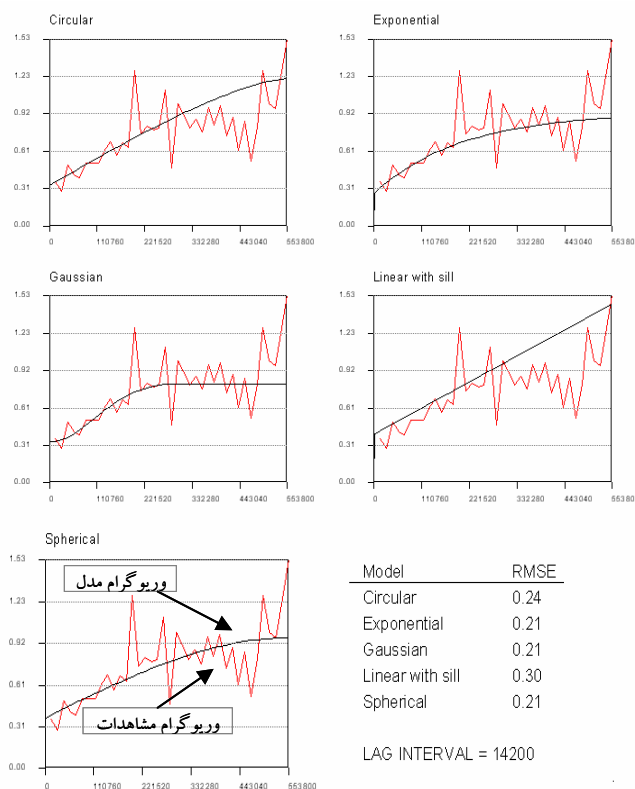 Circular
1.53
1.23
0.92
0.61
0.31
0.00
0 110760 221520 332280 443040 553800
Exponential
1.53
1.23
0.92
0.61
0.31
0.00
0 110760 221520 332280 443040 553800
Gaussian
1.53
1.23
0.92
0.61
0.31
0.00
0 110760 221520 332280 443040 553800
Linear with sill
1.53
1.23
0.92
0.61
0.31
0.00
0 110760 221520 332280 443040 553800
Spherical
1.53
1.23
0.92
0.61
0.31
0.00
0 110760 221520 332280 443040 553800
وریوگرام مدل
وریوگرام مشاهدات
Model RMSE
Circular 0.24
Exponential 0.21
Gaussian 0.21
Linear with sill 0.30
Spherical 0.21
LAG INTERVAL = 14200